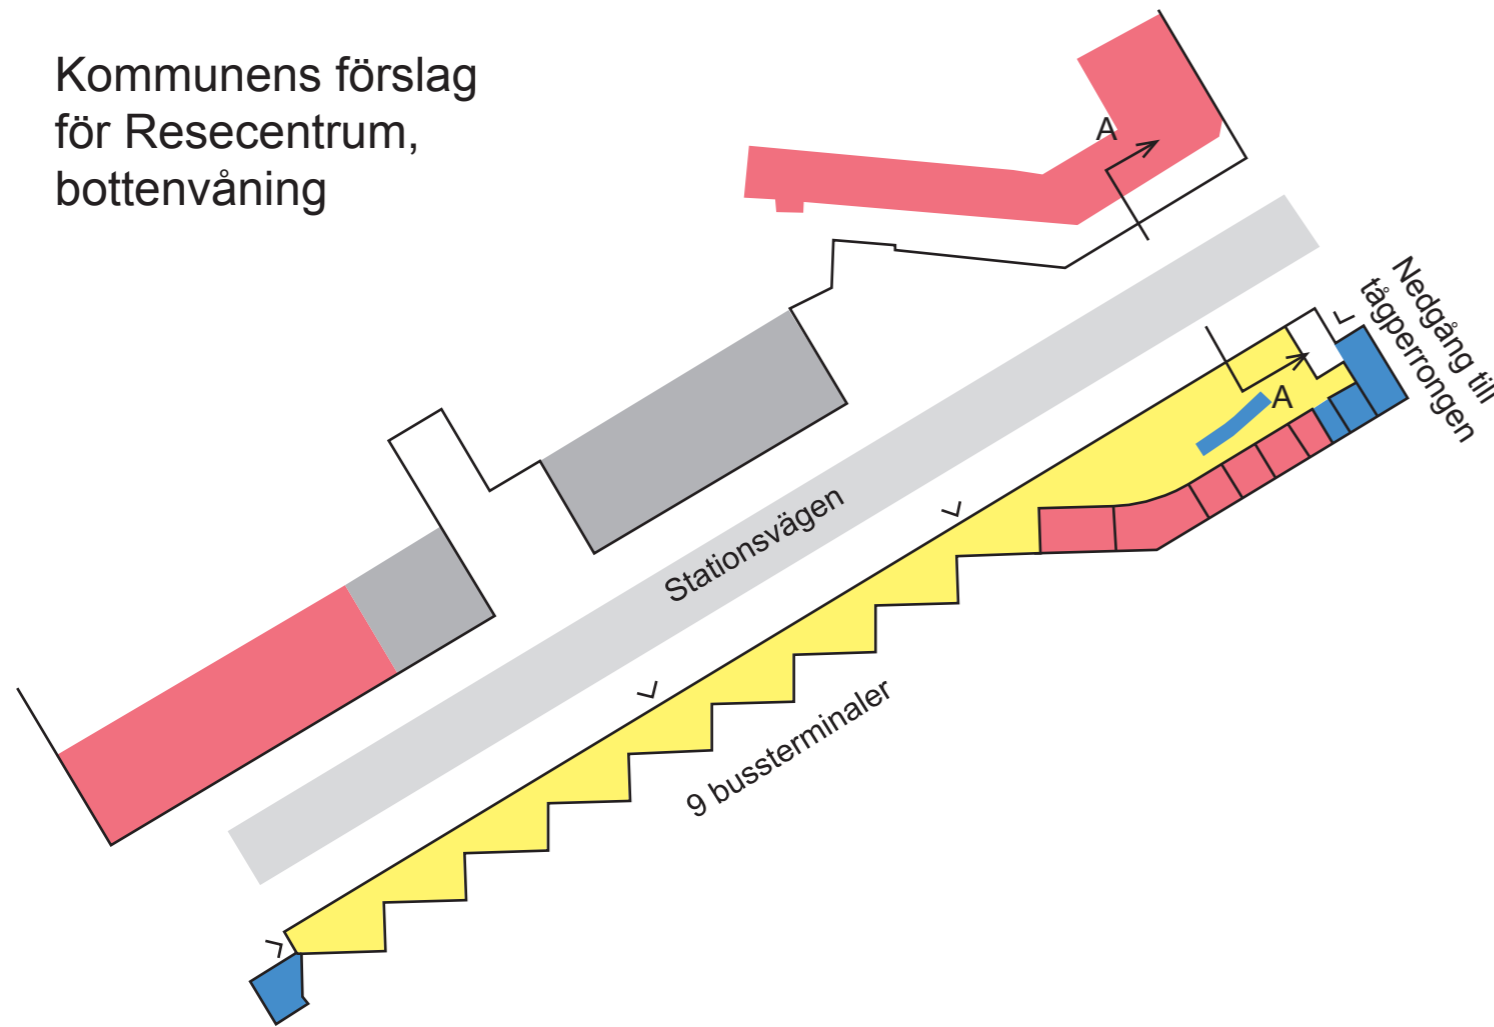 Kommunens förslag
för Resecentrum,
bottenvåning
A
Nedgång till
tågperrongen
A
Stationsvägen
9 bussterminaler